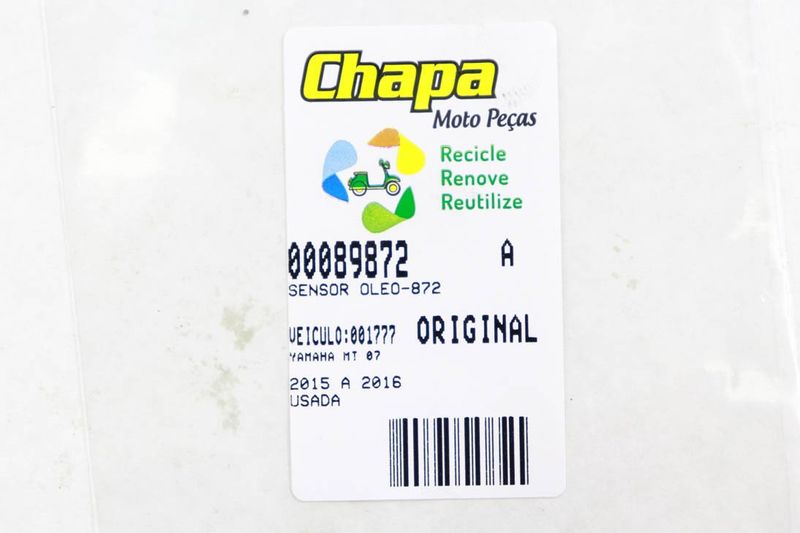 Chapa
Moto Peças
Recicle
Renove
Reutilize
00089872 A
SENSOR OLEO-872
VEICULO:001777 ORIGINAL
YAMAHA MT 07
2015 A 2016
USADA